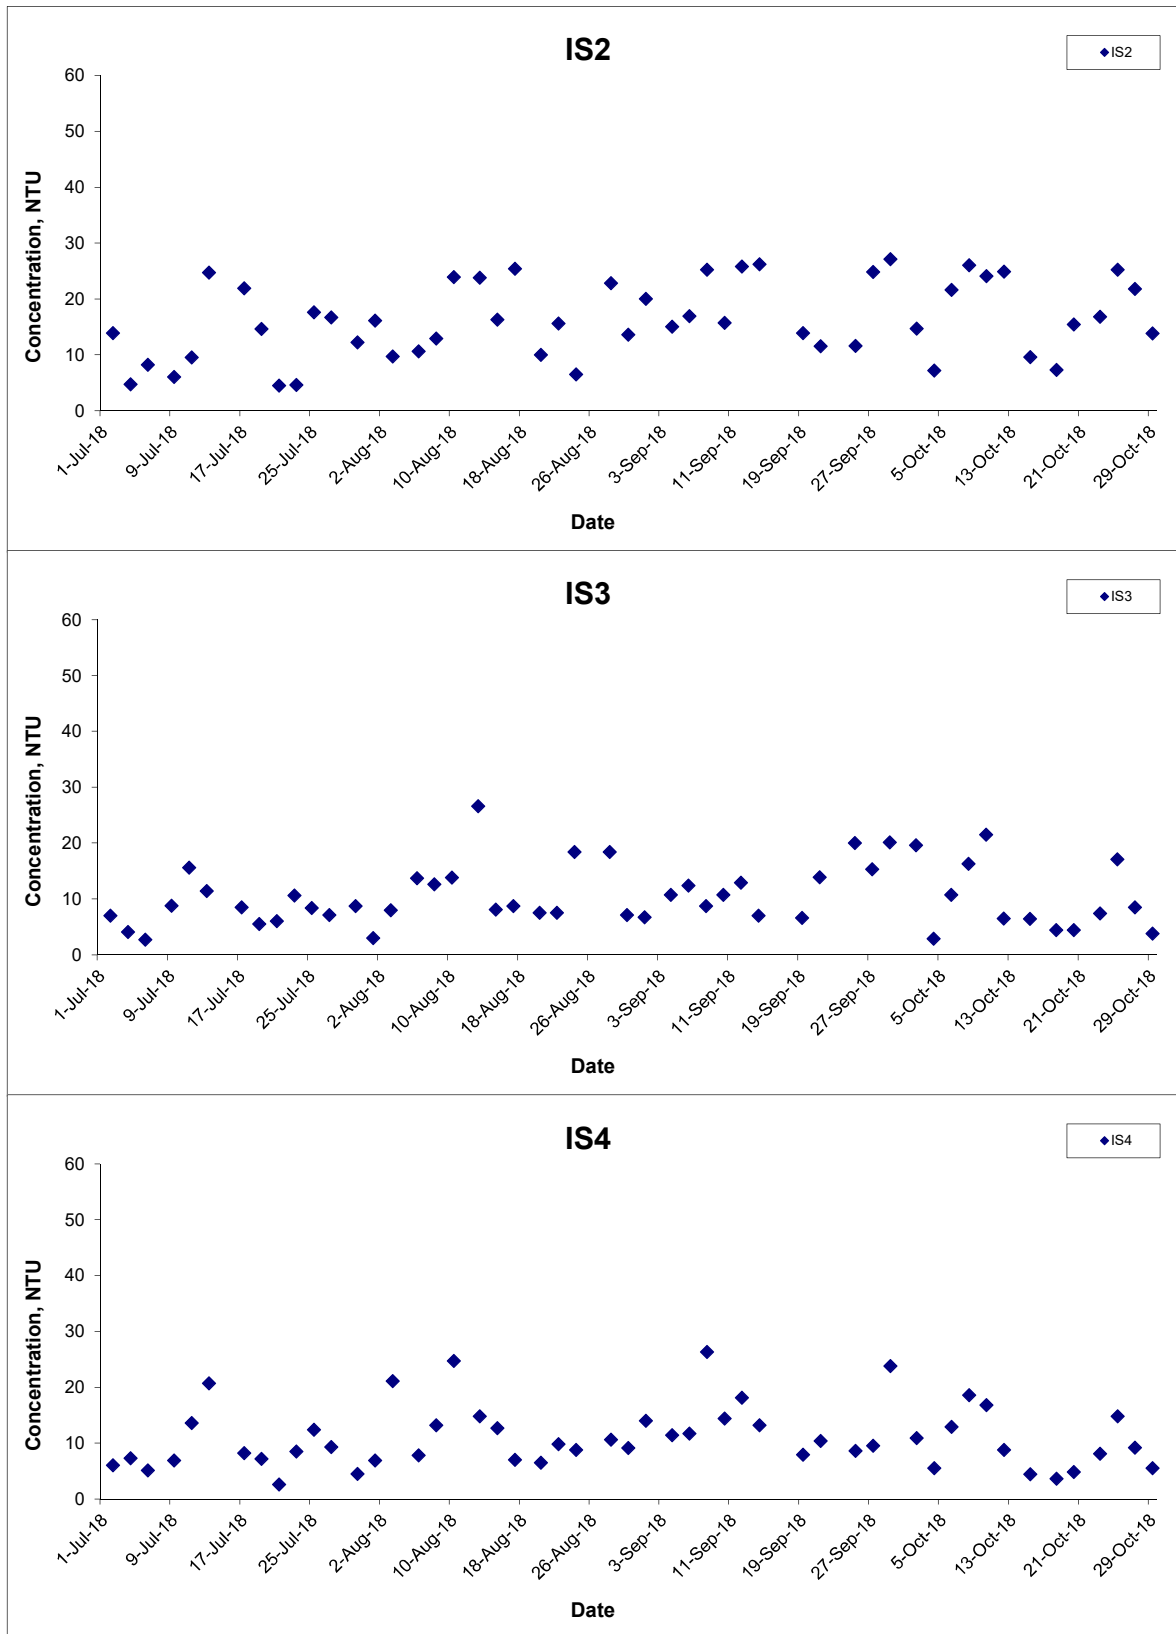 IS2
IS2
60
50
40
30
20
10
0
Concentration, NTU
1-Jul-18
9-Jul-18
17-Jul-18
25-Jul-18
2-Aug-18
10-Aug-18
18-Aug-18
26-Aug-18
3-Sep-18
11-Sep-18
19-Sep-18
27-Sep-18
5-Oct-18
13-Oct-18
21-Oct-18
29-Oct-18
Date
IS3
IS3
60
50
40
30
20
10
0
Concentration, NTU
1-Jul-18
9-Jul-18
17-Jul-18
25-Jul-18
2-Aug-18
10-Aug-18
18-Aug-18
26-Aug-18
3-Sep-18
11-Sep-18
19-Sep-18
27-Sep-18
5-Oct-18
13-Oct-18
21-Oct-18
29-Oct-18
Date
IS4
IS4
60
50
40
30
20
10
0
Concentration, NTU
1-Jul-18
9-Jul-18
17-Jul-18
25-Jul-18
2-Aug-18
10-Aug-18
18-Aug-18
26-Aug-18
3-Sep-18
11-Sep-18
19-Sep-18
27-Sep-18
5-Oct-18
13-Oct-18
21-Oct-18
29-Oct-18
Date